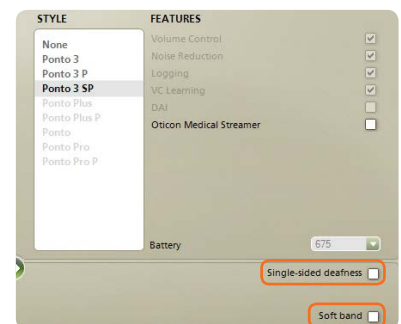 STYLE
FEATURES
None
Ponto 3
Ponto 3 P
Ponto 3 SP
Ponto Plus
Ponto Plus P
Ponto
Ponto Pro
Ponto Pro P
Volume Control
Noise Reduction
Logging
VC Learning
DAI
Oticon Medical Streamer
Battery 675
Single-sided deafness
Soft band